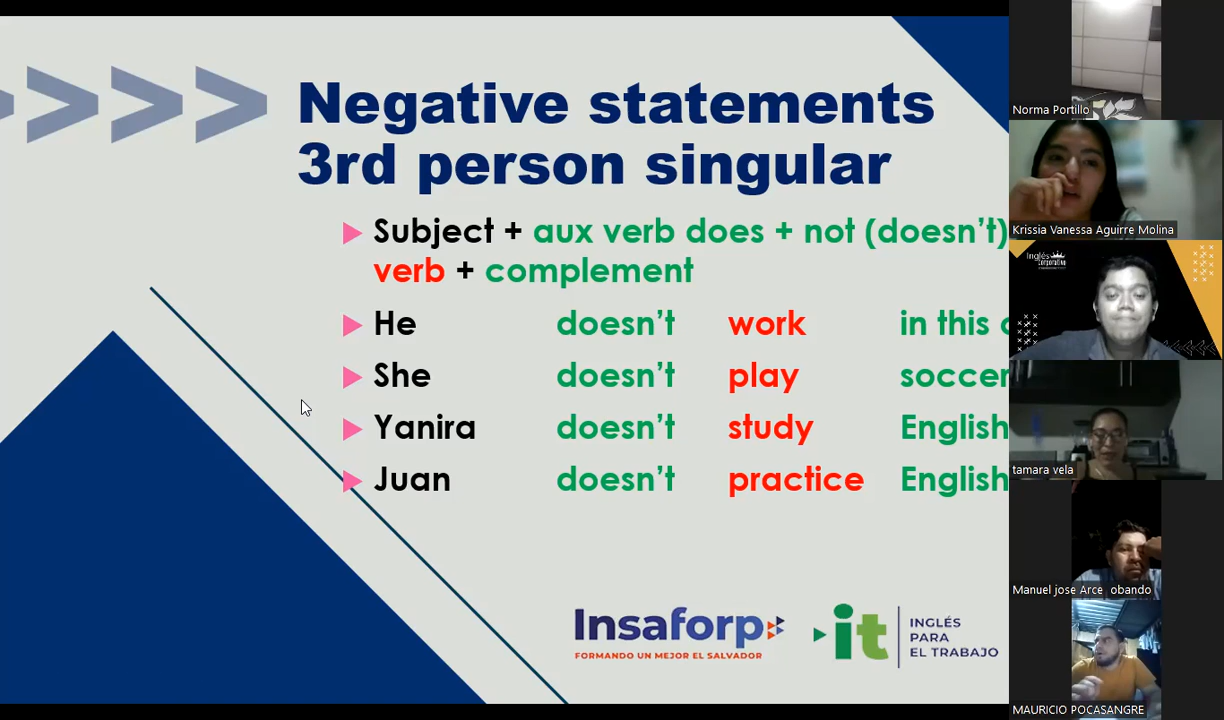 Negative statements
3rd person singular
Subject + aux verb does + not (doesn't)
verb + complement
He doesn't work in this
She doesn't play soccer
Yanira doesn't study English
Juan doesn't practice English
Insaforp
FORMANDO UN MEJOR EL SALVADOR
it
INGLÉS
PARA
EL TRABAJO
Norma Portillo
Krissia Vanessa Aguirre Molina
Inglés
Corporativo
tamara vela
Manuel jose Arce obando
MAURICIO POCASANGRE